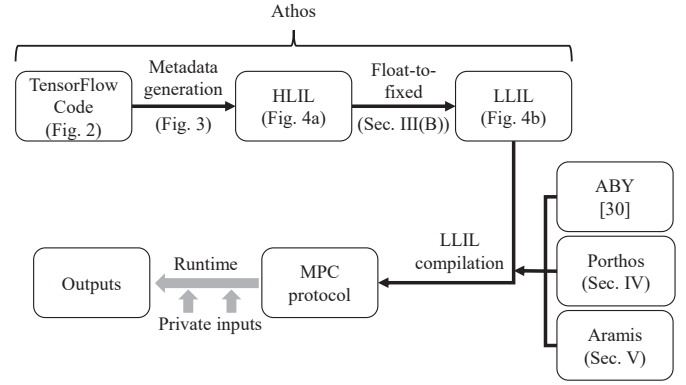 Athos
TensorFlow
Code
(Fig. 2)
Metadata
generation
(Fig. 3)
HLIL
(Fig. 4a)
Float-to-
fixed
(Sec. III(B))
LLIL
(Fig. 4b)
ABY
[30]
Porthos
(Sec. IV)
Aramis
(Sec. V)
LLIL
compilation
MPC
protocol
Runtime
Private inputs
Outputs